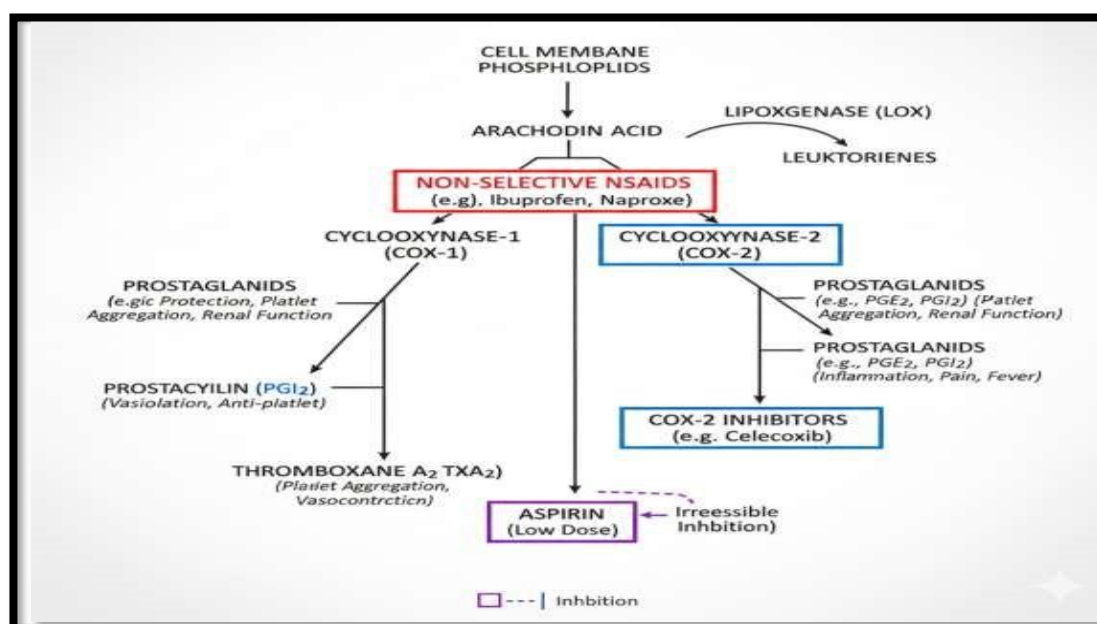 CELL MEMBANE
PHOSPHLOPLIDS
ARACHODIN ACID
LIPOXGENASE (LOX)
LEUKTORIENES
NON-SELECTIVE NSAIDS
(e.g). Ibuprofen, Naproxe)
CYCLOOXYNASE-1
(COX-1)
CYCLOOXYYNASE-2
(COX-2)
PROSTAGLANIDS
(e.gic Protection, Platlet
Aggregation, Renal Function
PROSTAGLANIDS
(e.g., PGE2, PGI2) (Patlet
Aggregation, Renal Function)
PROSTAGLANIDS
(e.g., PGE2, PGI2)
(Inflamnation, Pain, Fever)
PROSTACYILIN (PGI2)
(Vasiolation, Anti-platlet)
COX-2 INHIBITORS
(e.g. Celecoxib)
THROMBOXANE A2 TXA2)
(Planet Aggregation,
Vasocontrcticn)
ASPIRIN
(Low Dose)
Irreessible
Inhbition)
Inhbition